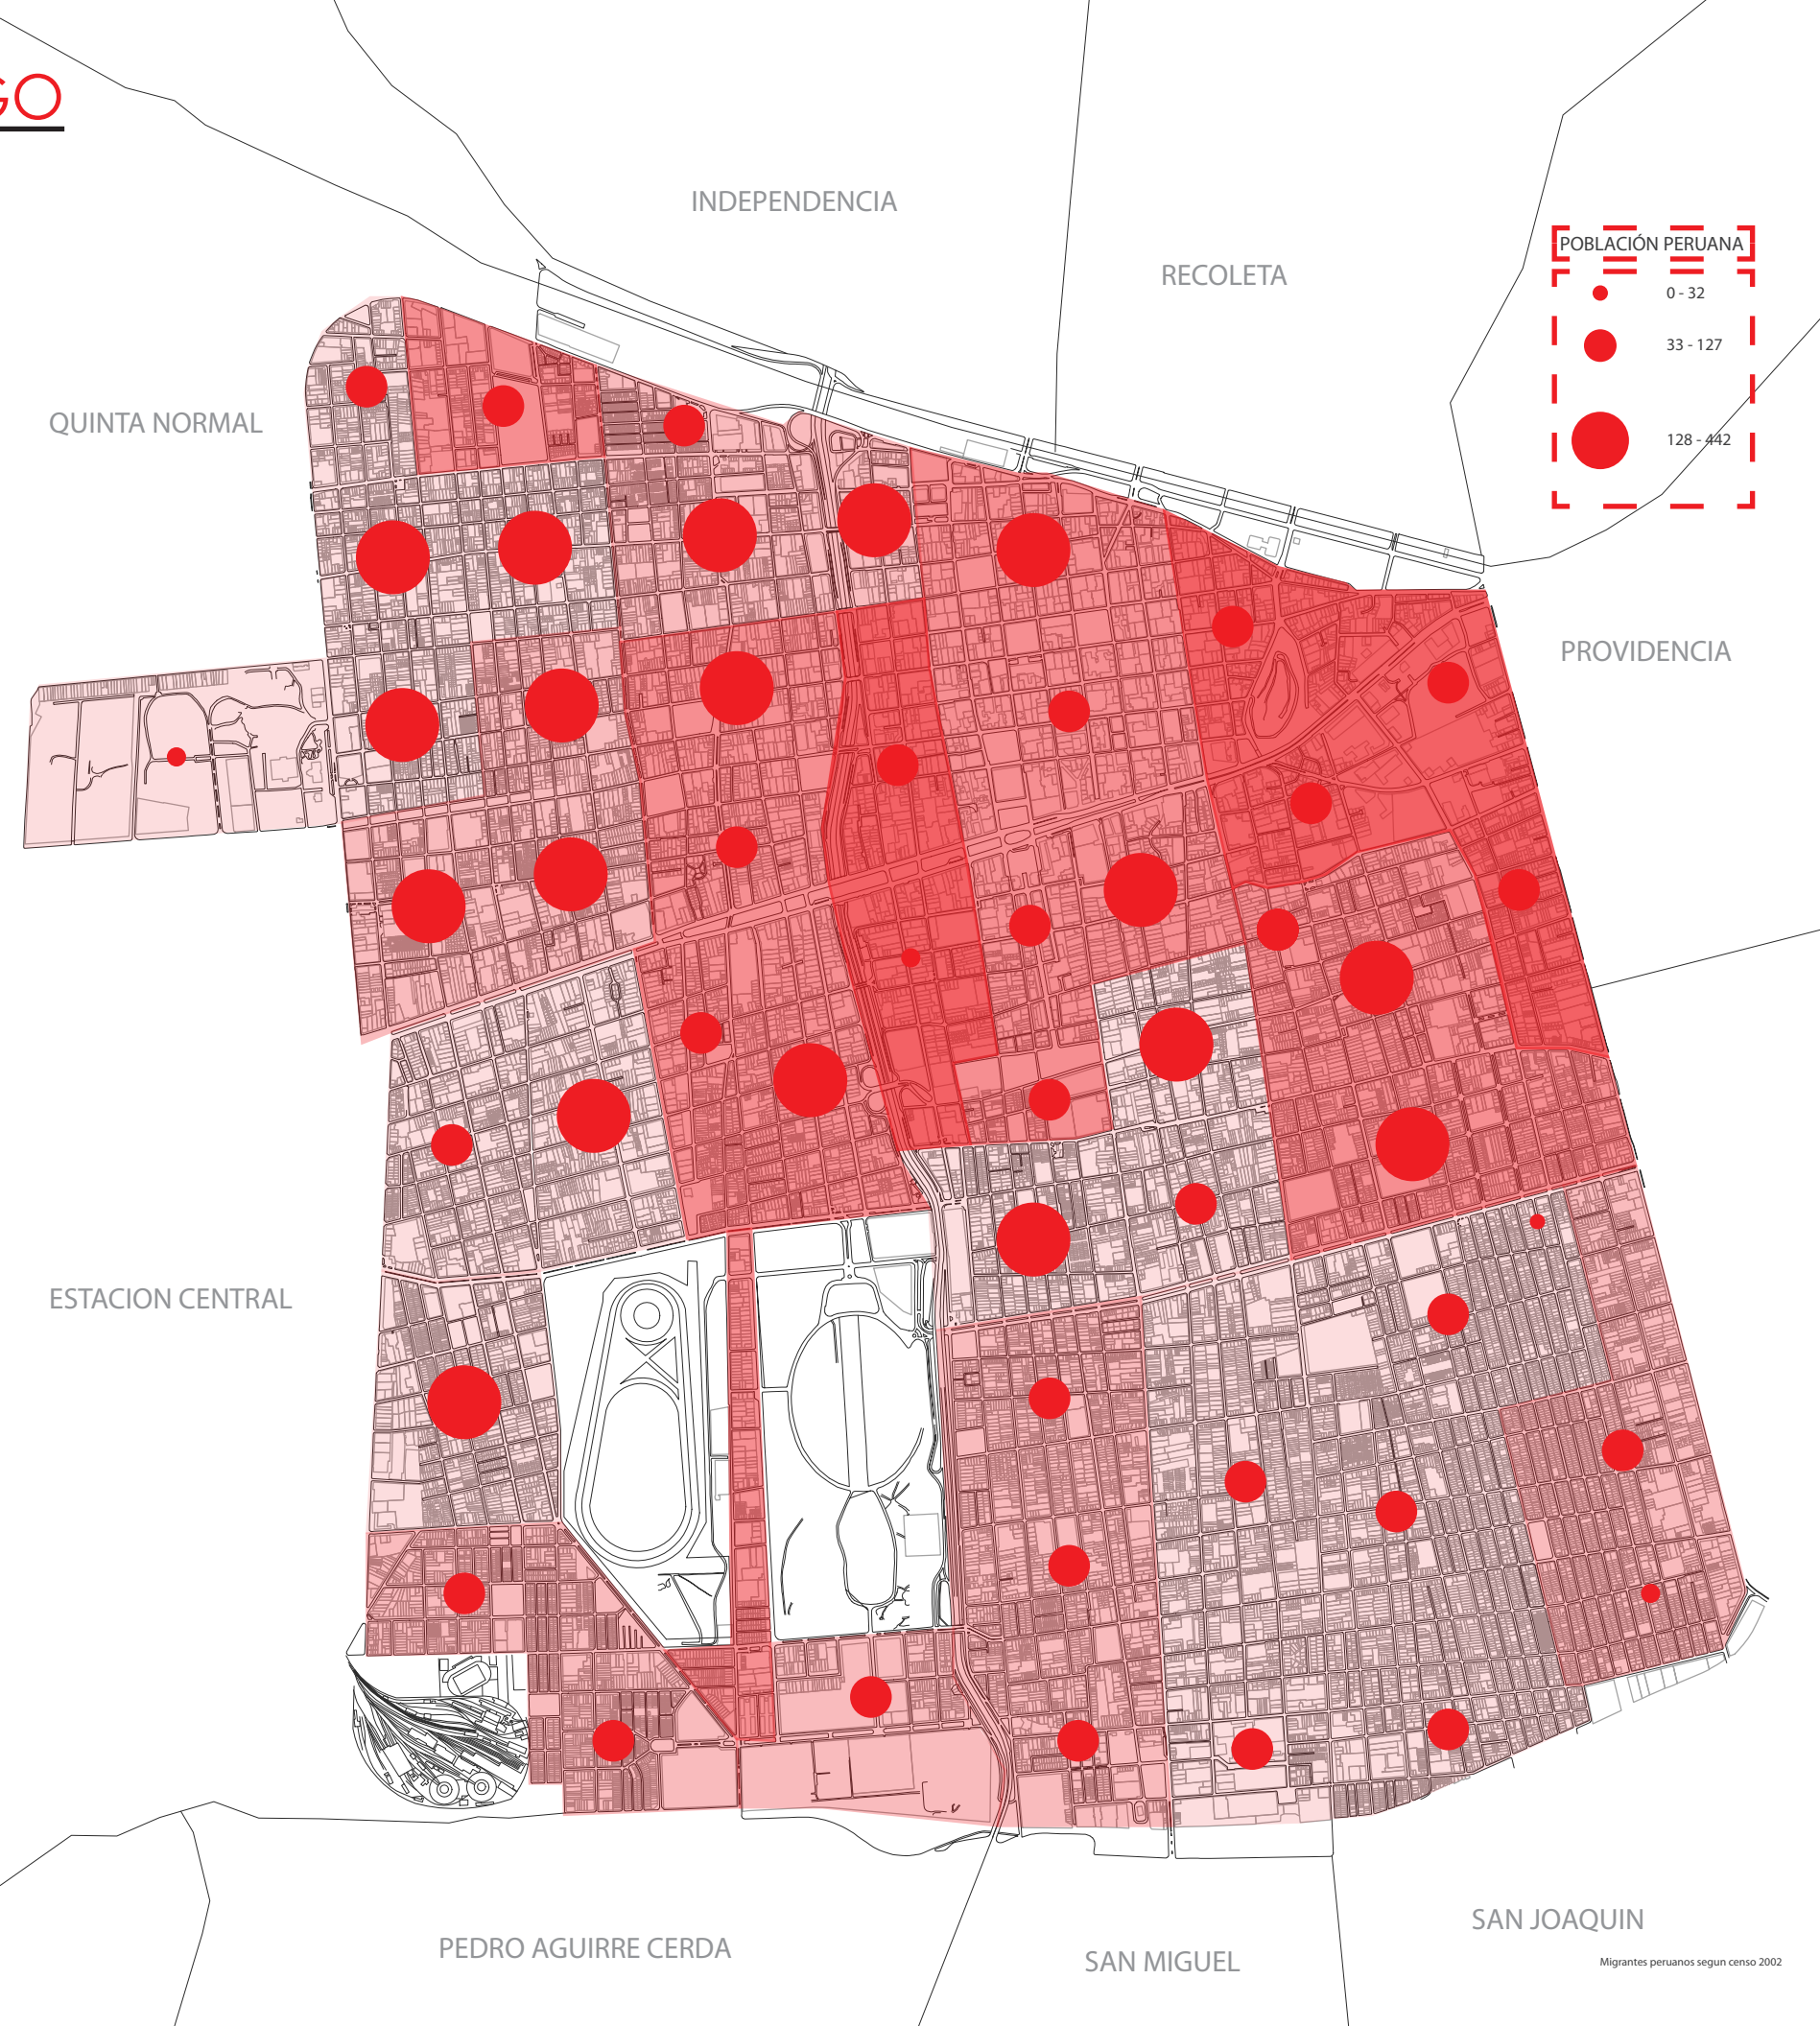 GO
INDEPENDENCIA
RECOLETA
POBLACIÓN PERUANA
0 - 32
33 - 127
128 - 442
QUINTA NORMAL
PROVIDENCIA
ESTACION CENTRAL
SAN JOAQUIN
PEDRO AGUIRRE CERDA
SAN MIGUEL
Migrantes peruanos segun censo 2002